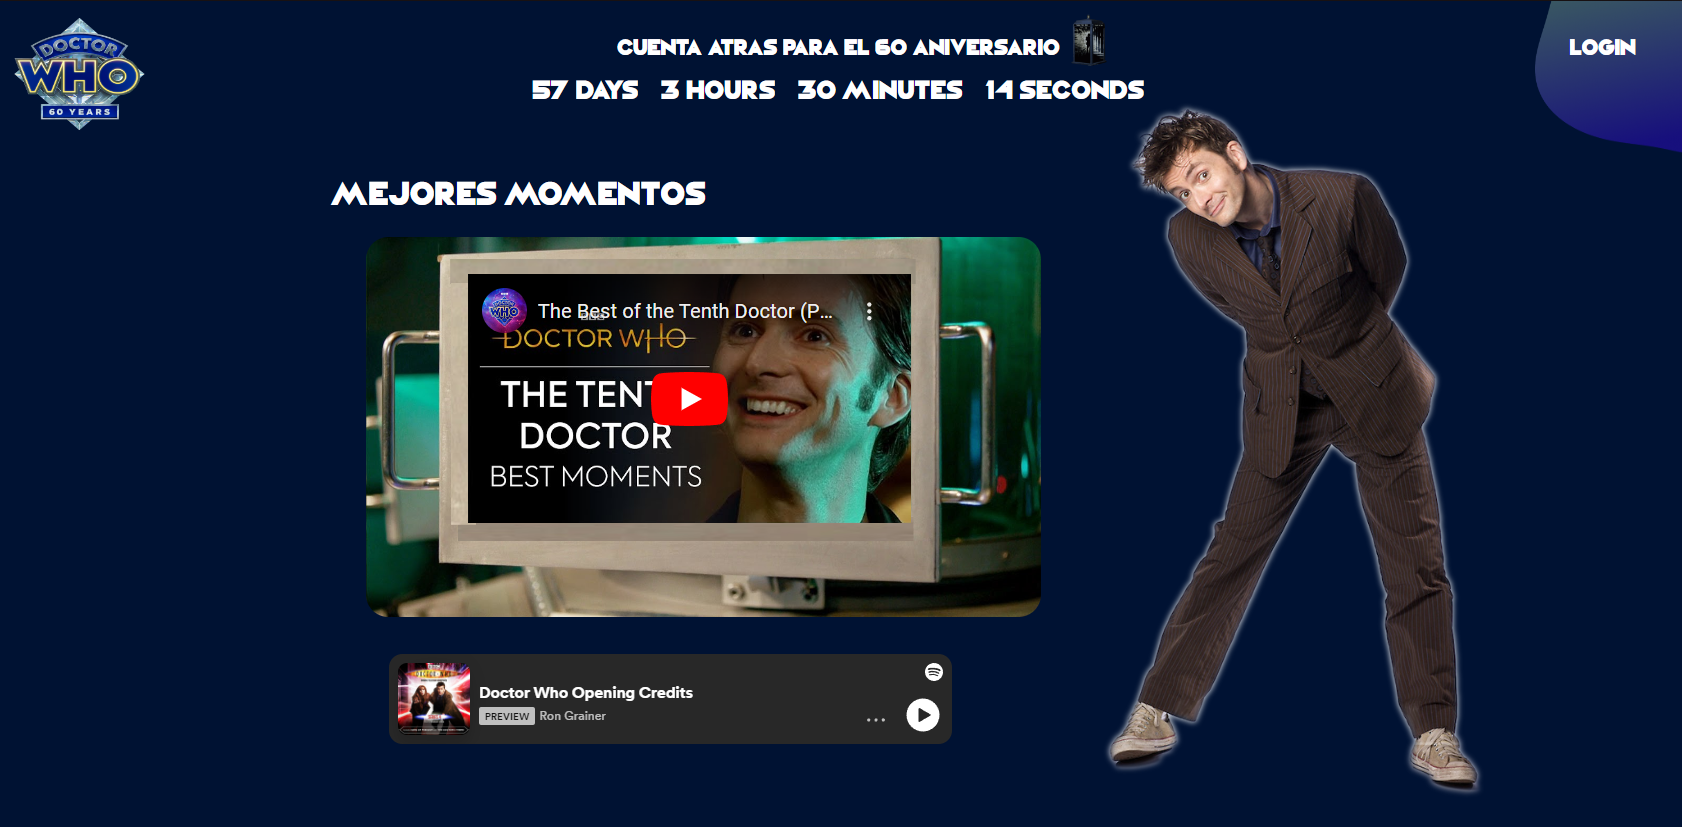 DOCTOR
WHO
60 YEARS
CUENTA ATRAS PARA EL 60 ANIVERSARIO
57 DAYS 3 HOURS 30 MINUTES 14 SECONDS
LOGIN
MEJORES MOMENTOS
WHO
The Best of the Tenth Doctor (P...
BBC
DOCTOR WHO
THE TENT
DOCTOR
BEST MOMENTS
Doctor Who Opening Credits
PREVIEW Ron Grainer